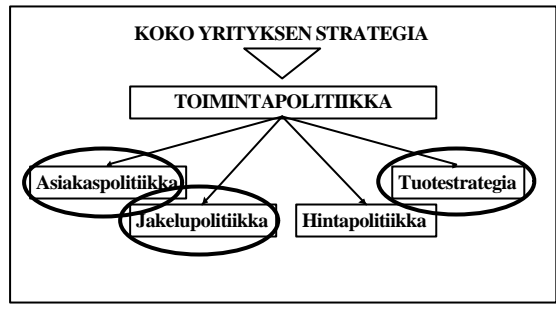 KOKO YRITYKSEN STRATEGIA
TOIMINTAPOLITIIKKA
Asiakaspolitiikka
Tuotestrategia
Jakelupolitiikka
Hintapolitiikka